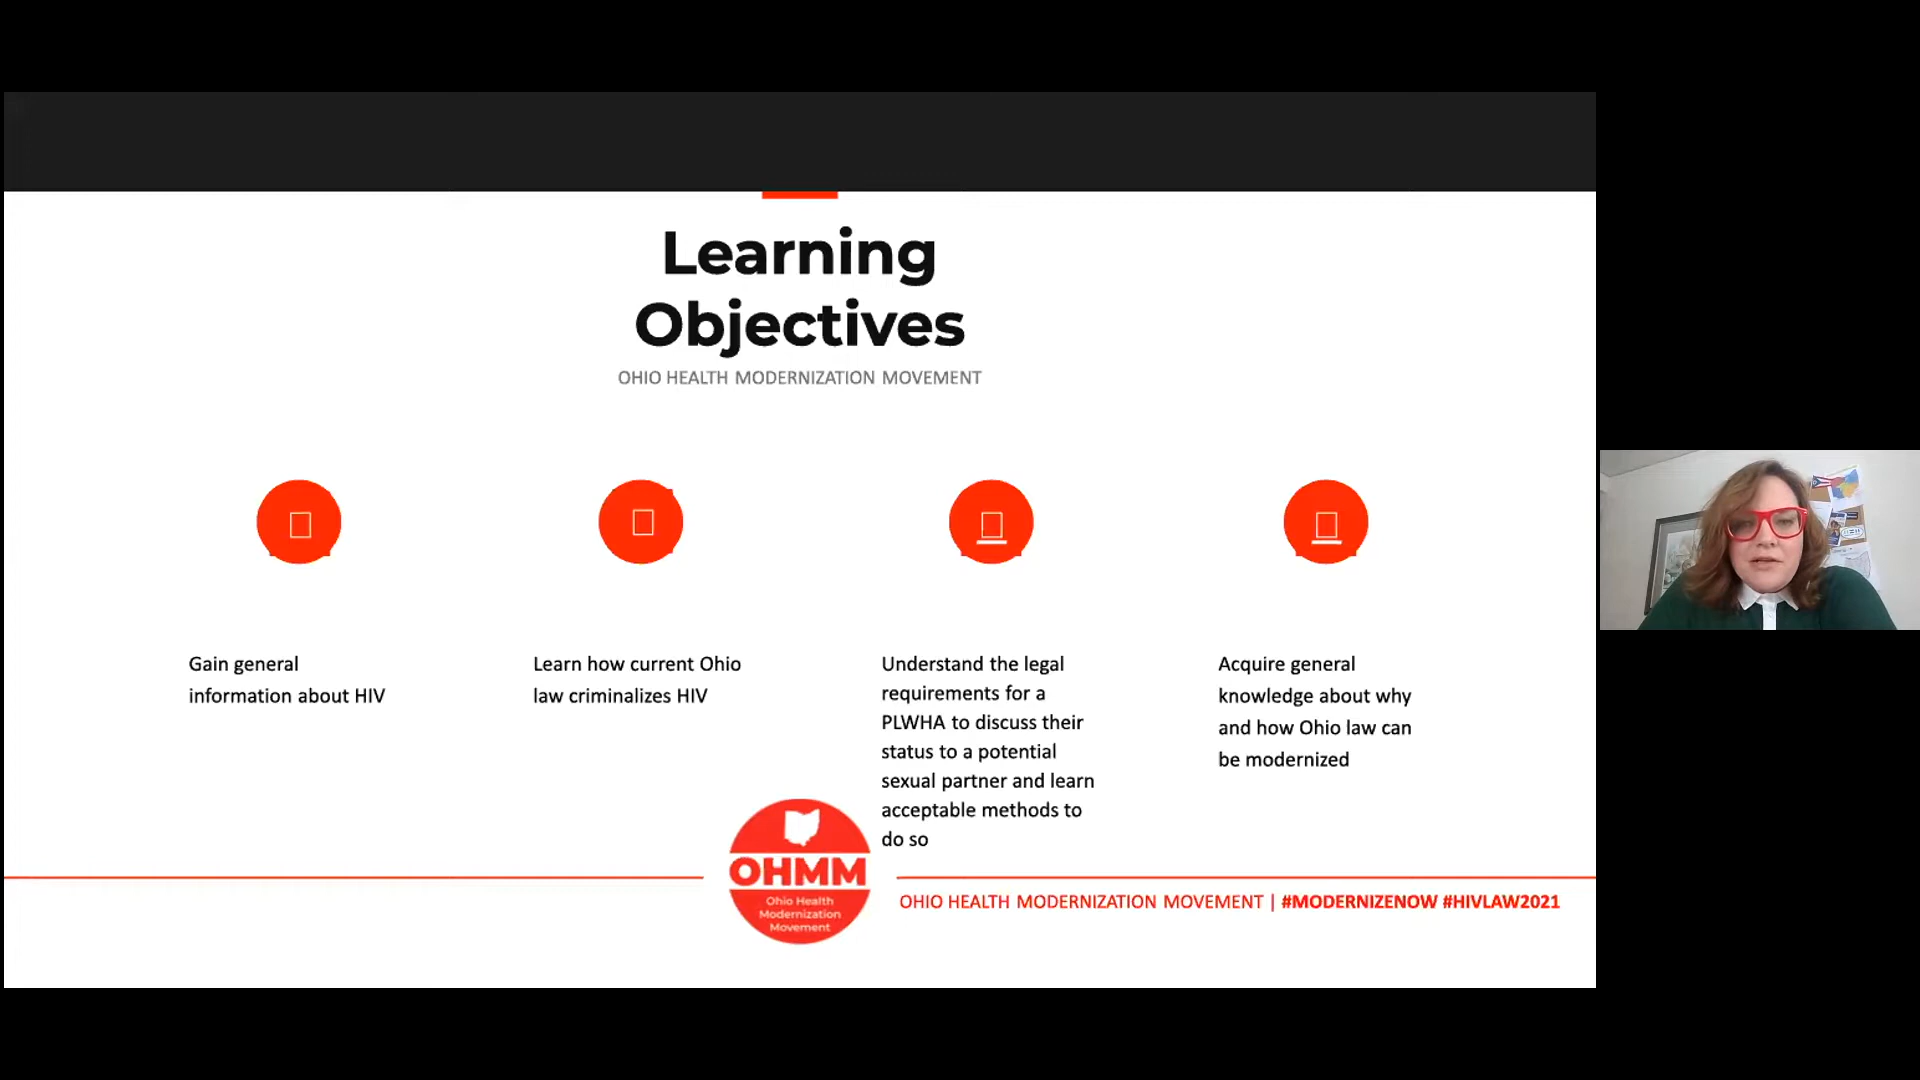 Learning
Objectives
OHIO HEALTH MODERNIZATION MOVEMENT
Gain general
information about HIV
Learn how current Ohio
law criminalizes HIV
Understand the legal
requirements for a
PLWHA to discuss their
status to a potential
sexual partner and learn
acceptable methods to
do so
Acquire general
knowledge about why
and how Ohio law can
be modernized
OHMM
Ohio Health
Modernization
Movement
OHIO HEALTH MODERNIZATION MOVEMENT | #MODERNIZENOW #HIVLAW2021